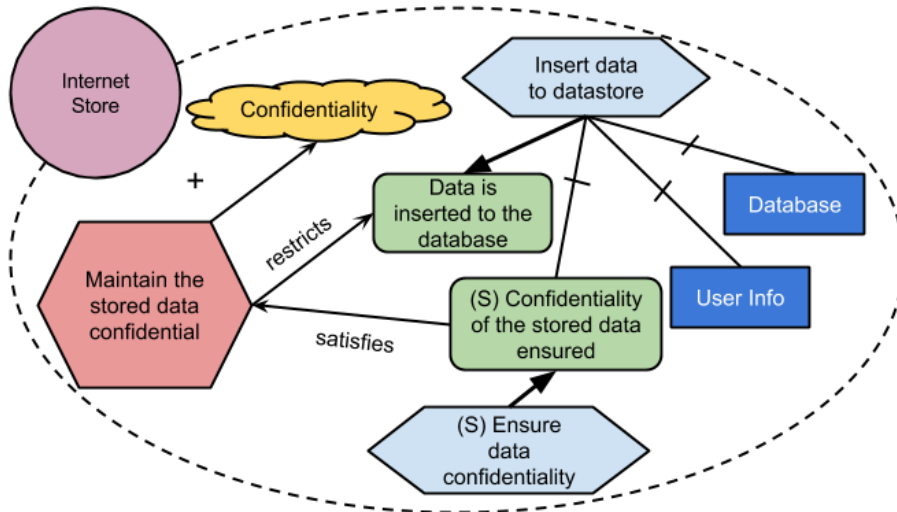 Internet
Store
Confidentiality
Insert data
to datastore
+
Data is
inserted to the
database
Database
restricts
Maintain the
stored data
confidential
(S) Confidentiality
of the stored data
ensured
User Info
satisfies
(S) Ensure
data
confidentiality